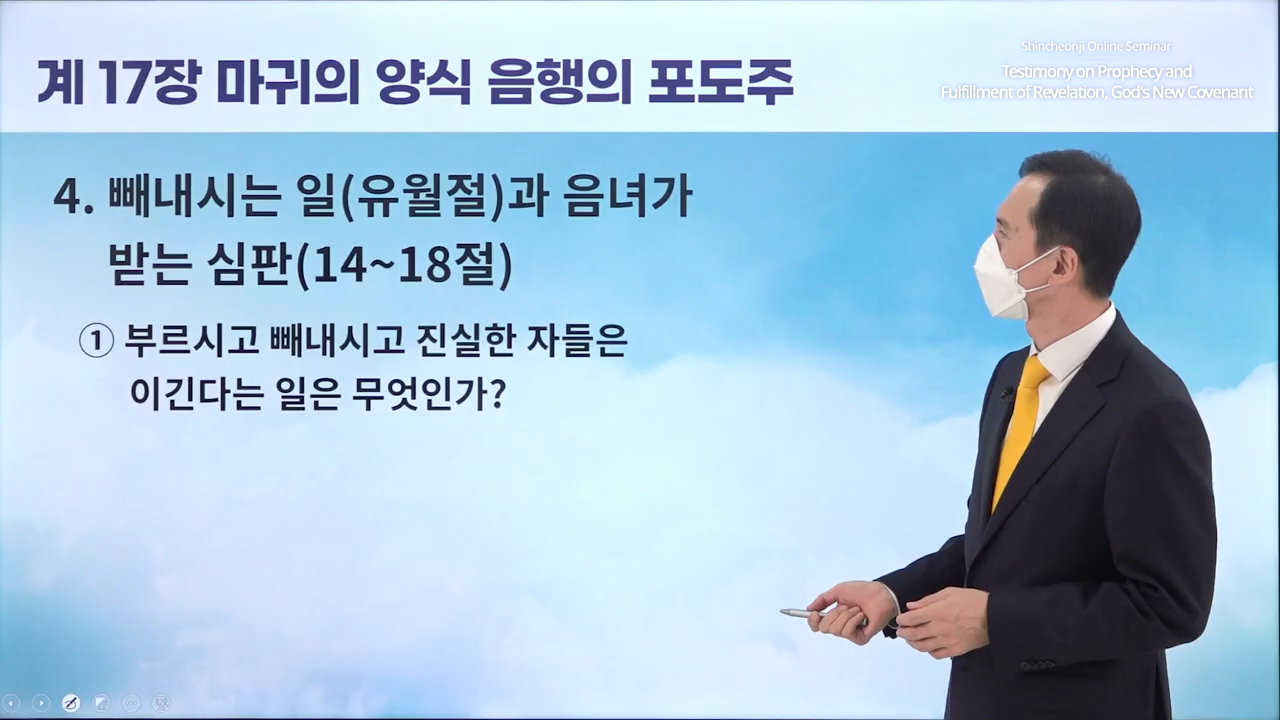 계 17장 마귀의 양식 음행의 포도주
Shincheonji Online Seminar
Testimony on Prophecy and
Fulfillment of Revelation, God's New Covenant
4. 빼내시는 일(유월절)과 음녀가
받는 심판(14~18절)
① 부르시고 빼내시고 진실한 자들은
이긴다는 일은 무엇인가?